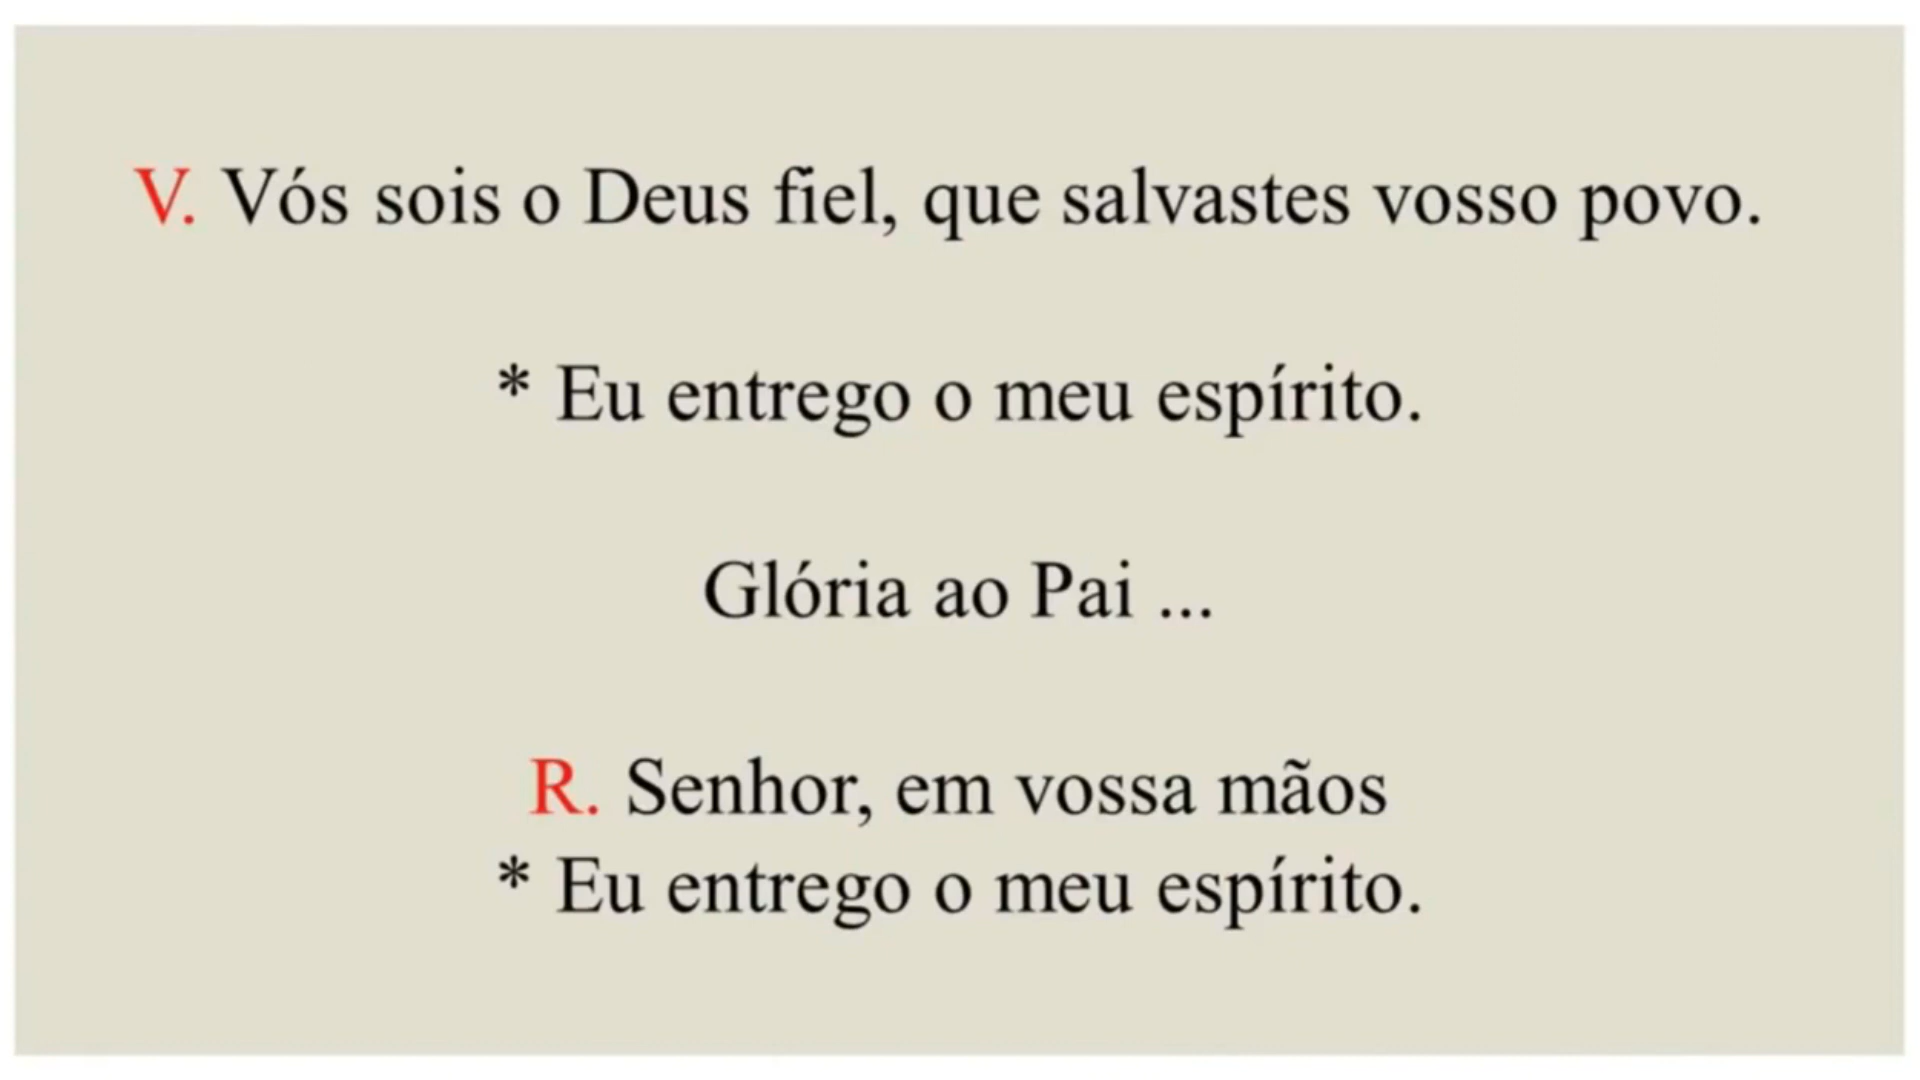 V. Vós sois o Deus fiel, que salvastes vosso povo.
* Eu entrego o meu espírito.
Glória ao Pai ...
R. Senhor, em vossa mãos
* Eu entrego o meu espírito.